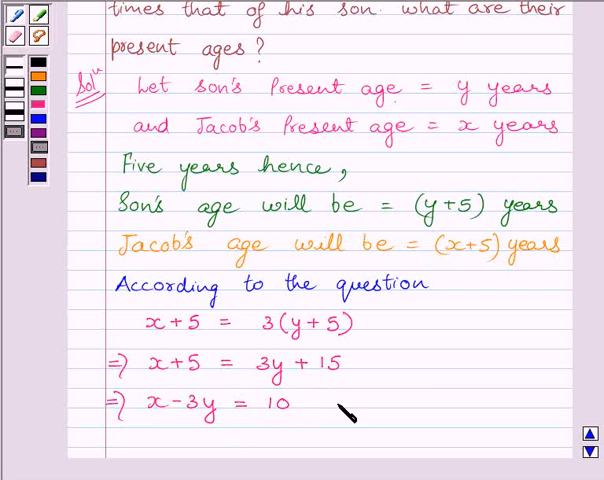 times that of his son. what are their
present ages?
Solⁿ Let son's Present age = y years
and Jacob's Present age = x years
Five years hence,
Son's age will be = (y+5) years
Jacob's age will be = (x+5) years
According to the question
x+5 = 3(y+5)
=) x+5 = 3y+15
=) x-3y = 10